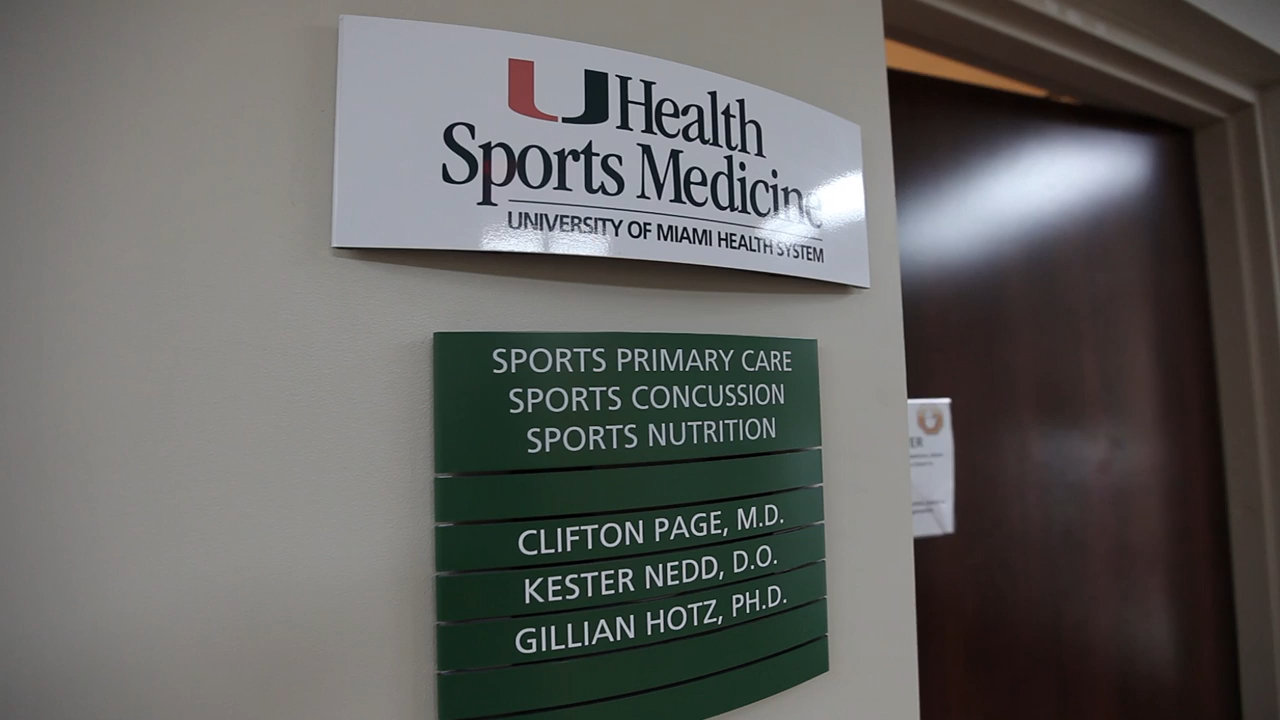 UHealth
Sports Medicine
UNIVERSITY OF MIAMI HEALTH SYSTEM
SPORTS PRIMARY CARE
SPORTS CONCUSSION
SPORTS NUTRITION
CLIFTON PAGE, M.D.
KESTER NEDD, D.O.
GILLIAN HOTZ, PH.D.